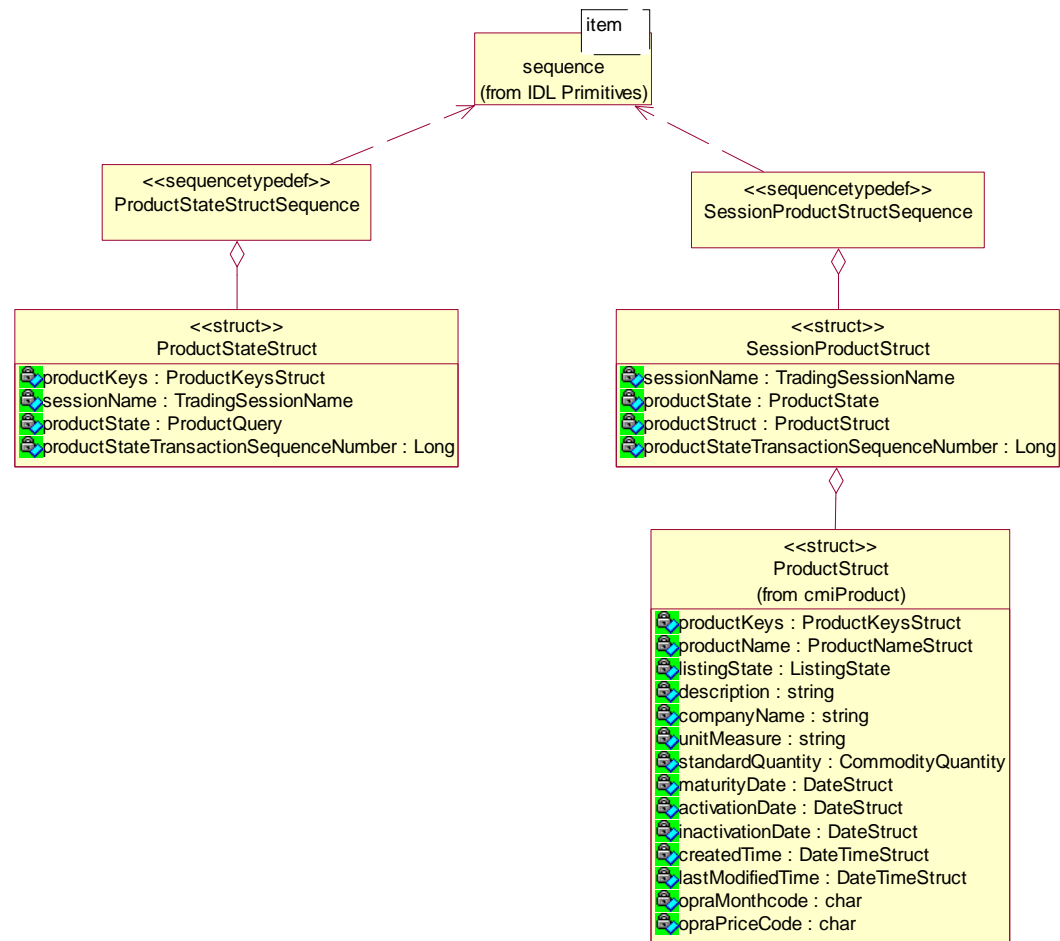 item
sequence
(from IDL Primitives)
<<sequencetypedef>>
ProductStateStructSequence
<<sequencetypedef>>
SessionProductStructSequence
<<struct>>
ProductStateStruct
productKeys : ProductKeysStruct
sessionName : TradingSessionName
productState : ProductQuery
productStateTransactionSequenceNumber : Long
<<struct>>
SessionProductStruct
sessionName : TradingSessionName
productState : ProductState
productStruct : ProductStruct
productStateTransactionSequenceNumber : Long
<<struct>>
ProductStruct
(from cmiProduct)
productKeys : ProductKeysStruct
productName : ProductNameStruct
listingState : ListingState
description : string
companyName : string
unitMeasure : string
standardQuantity : CommodityQuantity
maturityDate : DateStruct
activationDate : DateStruct
inactivationDate : DateStruct
createdTime : DateTimeStruct
lastModifiedTime : DateTimeStruct
opraMonthcode : char
opraPriceCode : char